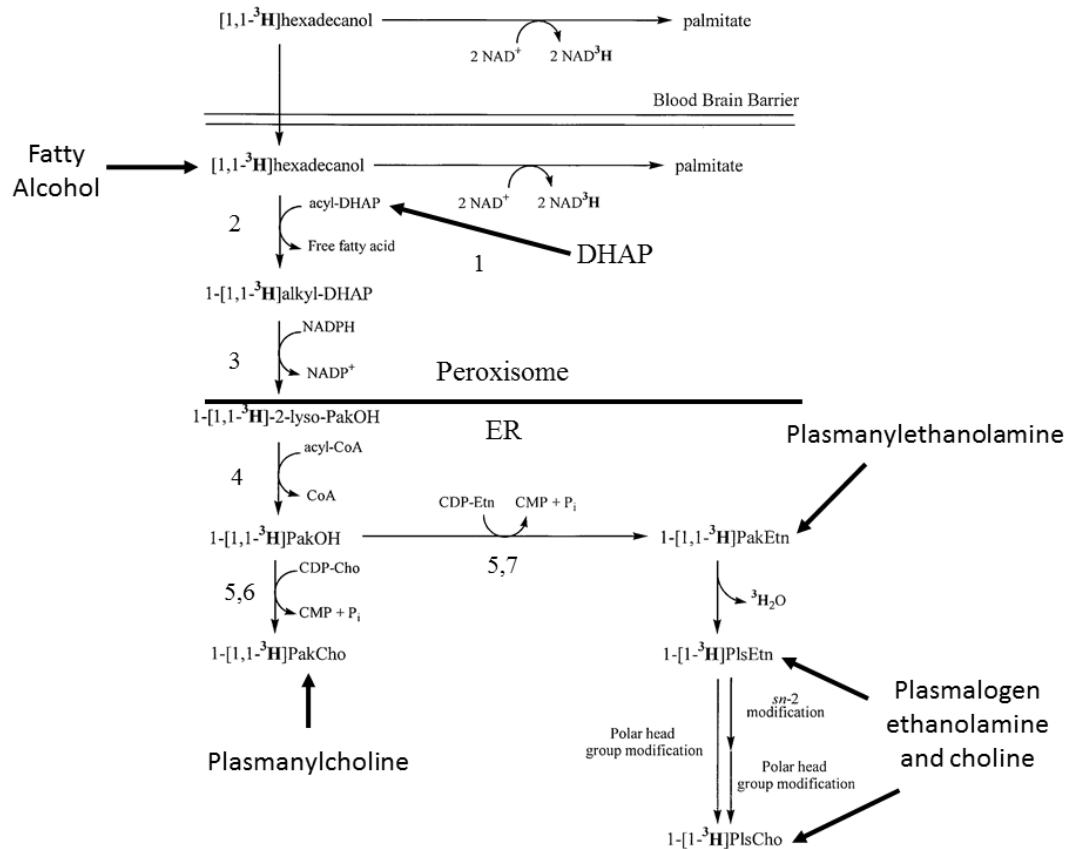 [1,1-³H]hexadecanol
palmitate
2 NAD⁺
2 NAD³H
Blood Brain Barrier
Fatty
Alcohol
[1,1-³H]hexadecanol
palmitate
2
acyl-DHAP
2 NAD⁺
2 NAD³H
Free fatty acid
1
DHAP
1-[1,1-³H]alkyl-DHAP
3
NADPH
NADP⁺
Peroxisome
1-[1,1-³H]-2-lyso-PakOH
ER
Plasmanylethanolamine
4
acyl-CoA
CoA
CDP-Etn
CMP + Pᵢ
1-[1,1-³H]PakOH
1-[1,1-³H]PakEtn
5,7
5,6
CDP-Cho
CMP + Pᵢ
³H₂O
1-[1,1-³H]PakCho
1-[1-³H]PlsEtn
Plasmanylcholine
Polar head
group modification
sn-2
modification
Plasmalogen
ethanolamine
and choline
Polar head
group modification
1-[1-³H]PlsCho